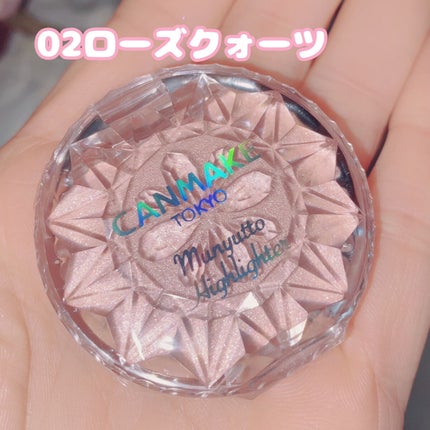 02ローズクォーツ
CANMAKE
TOKYO
Munyutto
Highlighter